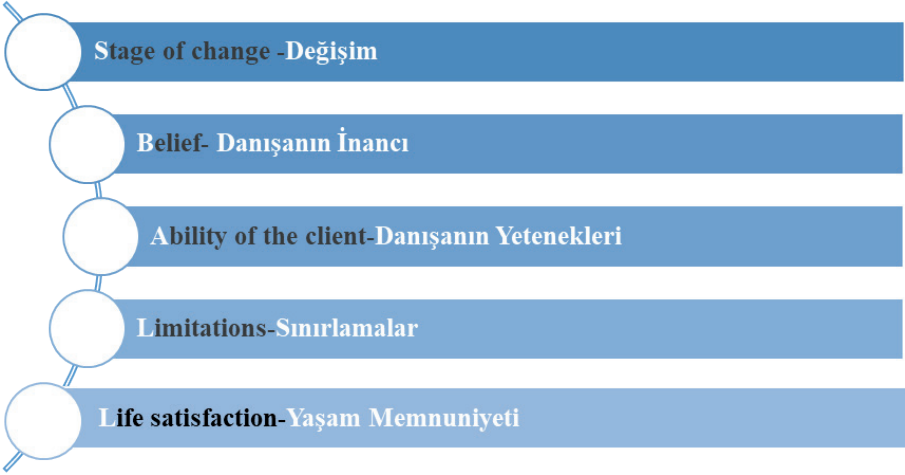 Stage of change -Değişim
Belief- Danışanın İnancı
Ability of the client-Danışanın Yetenekleri
Limitations-Sınırlamalar
Life satisfaction-Yaşam Memnuniyeti